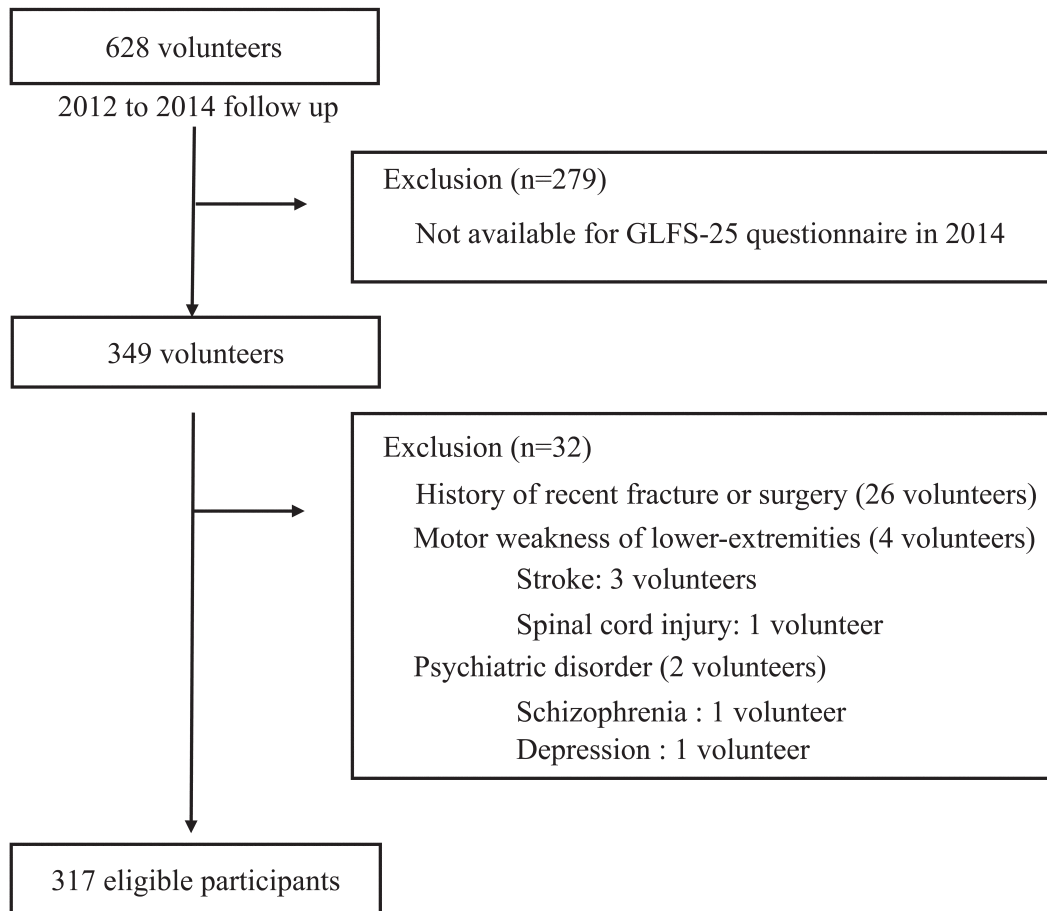 628 volunteers
2012 to 2014 follow up
Exclusion (n=279)
Not available for GLFS-25 questionnaire in 2014
349 volunteers
Exclusion (n=32)
History of recent fracture or surgery (26 volunteers)
Motor weakness of lower-extremities (4 volunteers)
Stroke: 3 volunteers
Spinal cord injury: 1 volunteer
Psychiatric disorder (2 volunteers)
Schizophrenia : 1 volunteer
Depression : 1 volunteer
317 eligible participants